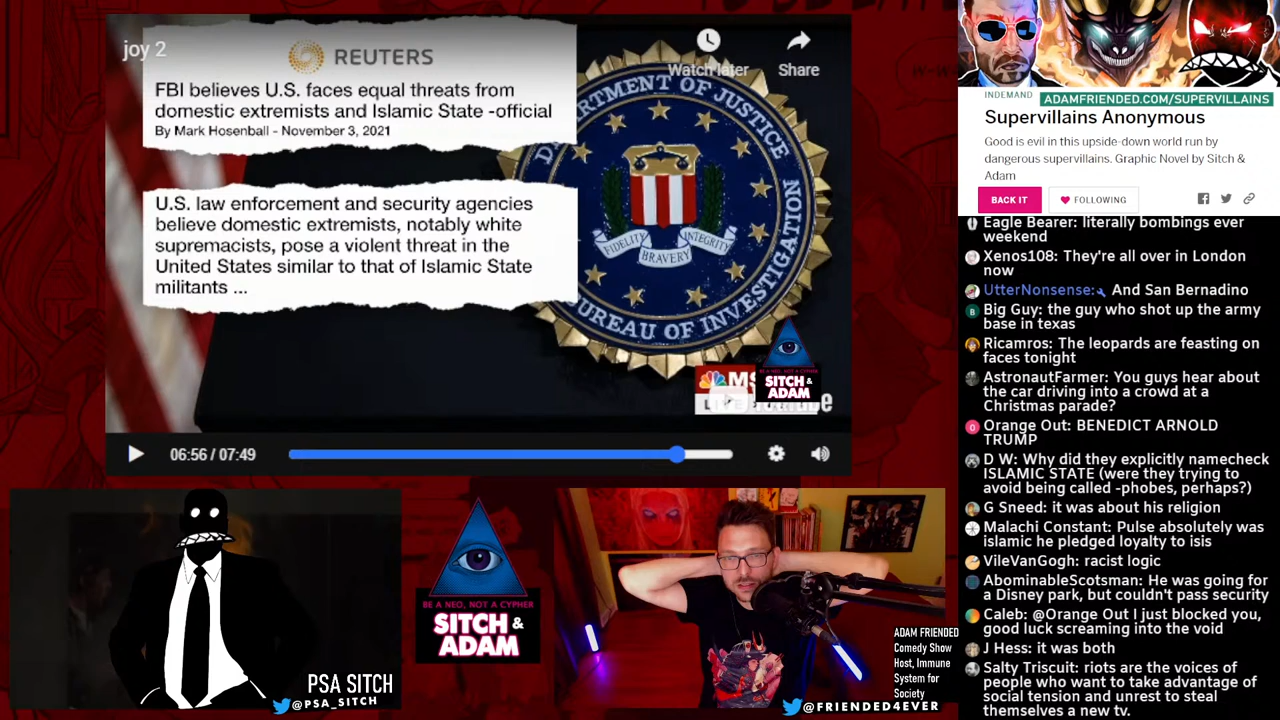 joy 2
REUTERS
FBI believes U.S. faces equal threats from
domestic extremists and Islamic State -official
By Mark Hosenball - November 3, 2021
U.S. law enforcement and security agencies
believe domestic extremists, notably white
supremacists, pose a violent threat in the
United States similar to that of Islamic State
militants ...
Watch later
Share
FIDELITY
BRAVERY
INTEGRITY
BE A NEO, NOT A CYPHER
SITCH &
ADAM
06:56 / 07:49
PSA SITCH
@PSA_SITCH
BE A NEO, NOT A CYPHER
SITCH &
ADAM
ADAM FRIENDED
Comedy Show
Host, Immune
System for
Society
@FRIENDED4EVER
INDEMAND
ADAMFRIENDED.COM/SUPERVILLAINS
Supervillains Anonymous
Good is evil in this upside-down world run by
dangerous supervillains. Graphic Novel by Sitch &
Adam
BACK IT
FOLLOWING
Eagle Bearer: literally bombings ever
weekend
Xenos108: They're all over in London
now
UtterNonsense: And San Bernadino
Big Guy: the guy who shot up the army
base in texas
Ricamros: The leopards are feasting on
faces tonight
AstronautFarmer: You guys hear about
the car driving into a crowd at a
Christmas parade?
Orange Out: BENEDICT ARNOLD
TRUMP
D W: Why did they explicitly namecheck
ISLAMIC STATE (were they trying to
avoid being called -phobes, perhaps?)
G Sneed: it was about his religion
Malachi Constant: Pulse absolutely was
islamic he pledged loyalty to isis
VileVanGogh: racist logic
AbominableScotsman: He was going for
a Disney park, but couldn't pass security
Caleb: @Orange Out I just blocked you,
good luck screaming into the void
J Hess: it was both
Salty Triscuit: riots are the voices of
people who want to take advantage of
social tension and unrest to steal
themselves a new tv.